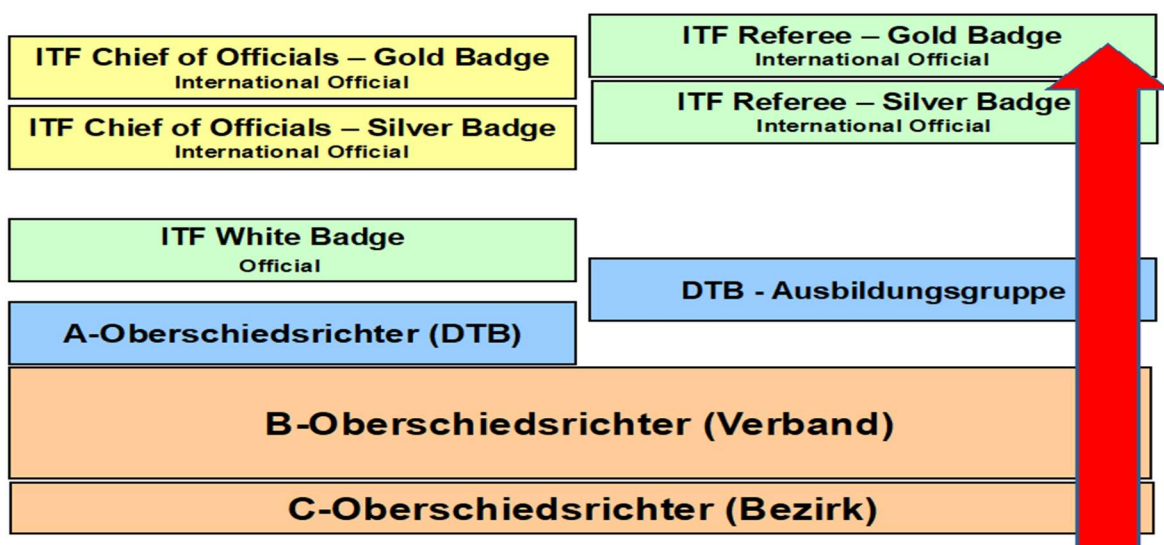 ITF Chief of Officials – Gold Badge
International Official
ITF Chief of Officials – Silver Badge
International Official
ITF White Badge
Official
A-Oberschiedsrichter (DTB)
ITF Referee – Gold Badge
International Official
ITF Referee – Silver Badge
International Official
DTB - Ausbildungsgruppe
B-Oberschiedsrichter (Verband)
C-Oberschiedsrichter (Bezirk)